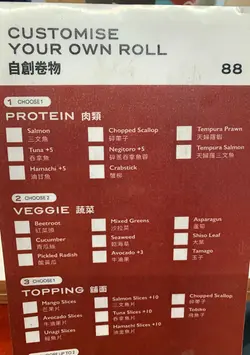 CUSTOMISE
YOUR OWN ROLL
自創卷物
88
1 CHOOSE 1
PROTEIN 肉類
Salmon
三文魚
Tuna +5
吞拿魚
Hamachi +5
油甘魚
Chopped Scallop
碎帶子
Negitoro +5
碎葱吞拿魚蓉
Crabstick
蟹柳
Tempura Prawn
天婦羅蝦
Tempura Salmon
天婦羅三文魚
2 CHOOSE 2
VEGGIE 蔬菜
Beetroot
紅菜頭
Cucumber
青瓜絲
Pickled Radish
酸蘿蔔
Mixed Greens
沙律菜
Seaweed
Avocado +3
牛油果
Asparagus
露筍
Shiso Leaf
大葉
Tamago
玉子
3 CHOOSE 1
TOPPING 鋪面
Mango Slices
芒果片
Avocado Slices
牛油果片
Unagi Slices
Salmon Slices +10
三文魚片
Tuna Slices +10
吞拿魚片
Hamachi Slices +10
油甘魚片
Chopped Scallop
碎帶子
Tobiko
飛魚子